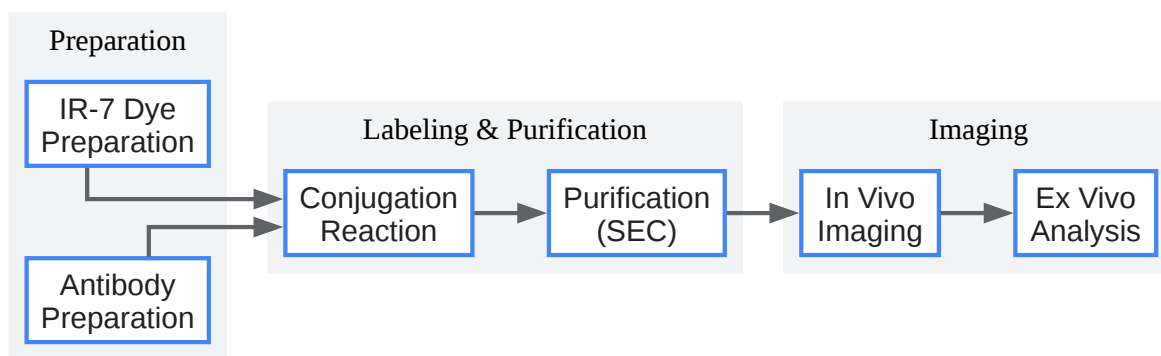 Preparation
IR-7 Dye
Preparation
Antibody
Preparation
Labeling & Purification
Conjugation
Reaction
Purification
(SEC)
Imaging
In Vivo
Imaging
Ex Vivo
Analysis